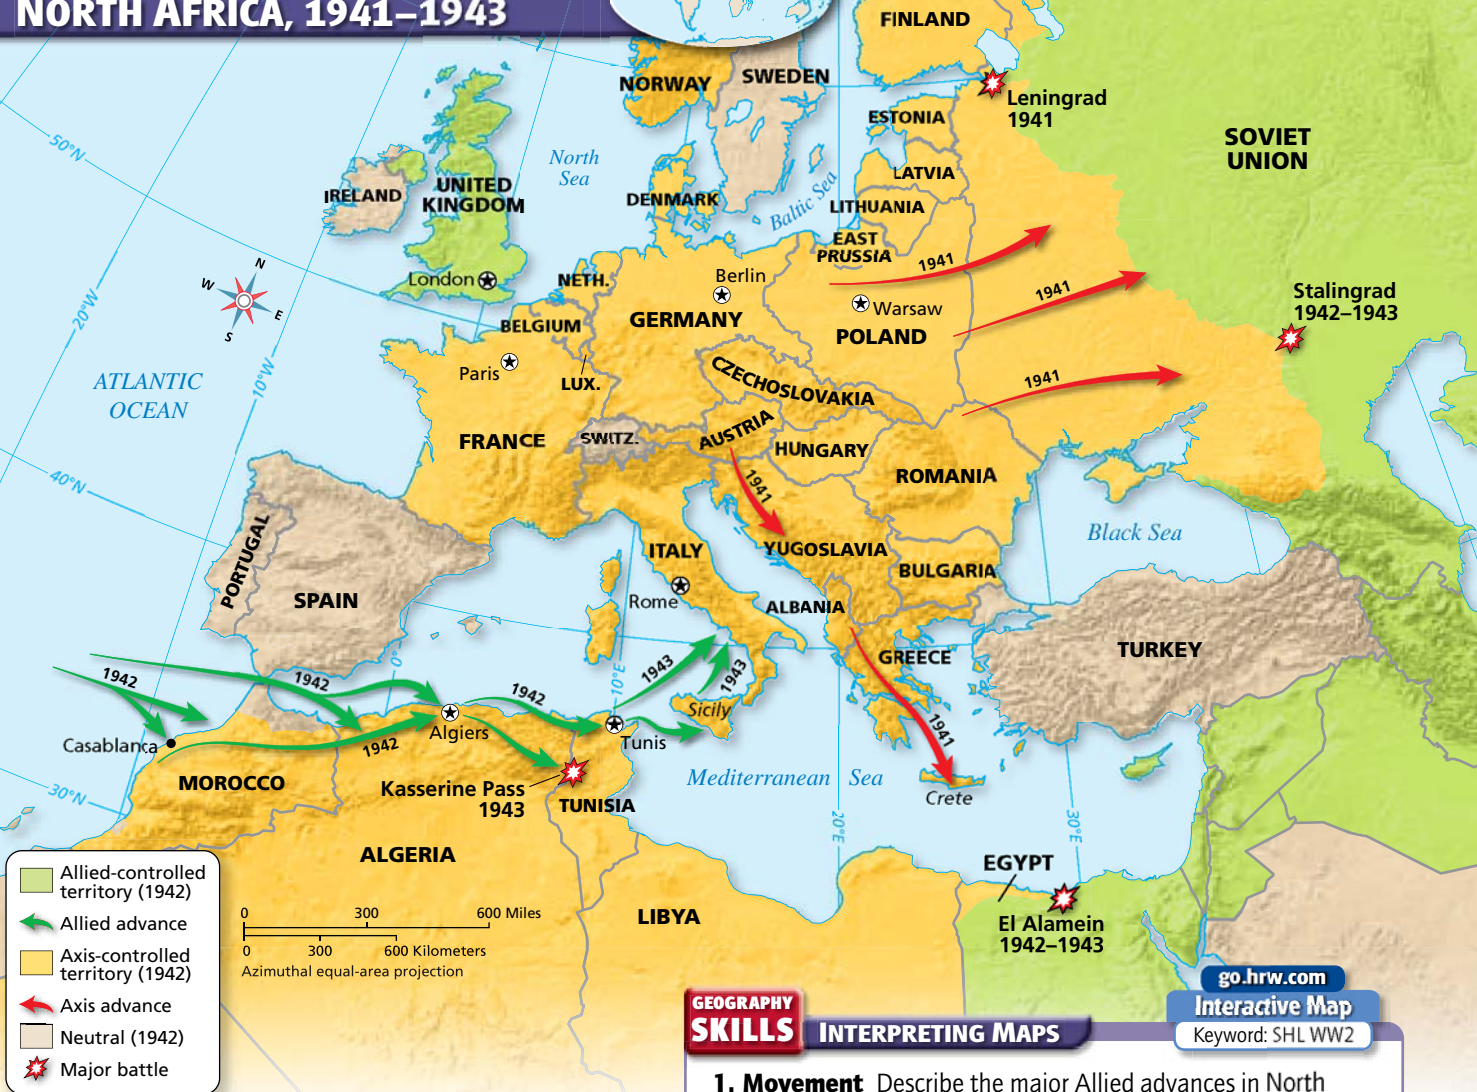 NORTH AFRICA, 1941–1943
FINLAND
NORWAY
SWEDEN
Leningrad
1941
ESTONIA
SOVIET
UNION
50°N
North
Sea
LATVIA
IRELAND
UNITED
KINGDOM
DENMARK
Baltic Sea
LITHUANIA
EAST
PRUSSIA
1941
N
W
E
S
London
NETH.
Berlin
1941
Stalingrad
1942–1943
20°W
BELGIUM
GERMANY
Warsaw
POLAND
ATLANTIC
OCEAN
10°W
Paris
LUX.
CZECHOSLOVAKIA
1941
FRANCE
SWITZ.
AUSTRIA
HUNGARY
ROMANIA
40°N
1941
Black Sea
PORTUGAL
SPAIN
ITALY
YUGOSLAVIA
BULGARIA
Rome
ALBANIA
TURKEY
GREECE
0°
10°E
1942
1942
1942
1943
1943
Sicily
1941
Casablanca
1942
Algiers
Tunis
MOROCCO
Kasserine Pass
1943
TUNISIA
Mediterranean Sea
Crete
30°N
20°E
30°E
ALGERIA
EGYPT
LIBYA
El Alamein
1942–1943
Allied-controlled
territory (1942)
Allied advance
Axis-controlled
territory (1942)
Axis advance
Neutral (1942)
Major battle
0 300 600 Miles
0 300 600 Kilometers
Azimuthal equal-area projection
go.hrw.com
Interactive Map
Keyword: SHL WW2
GEOGRAPHY
SKILLS INTERPRETING MAPS
1. Movement Describe the major Allied advances in North